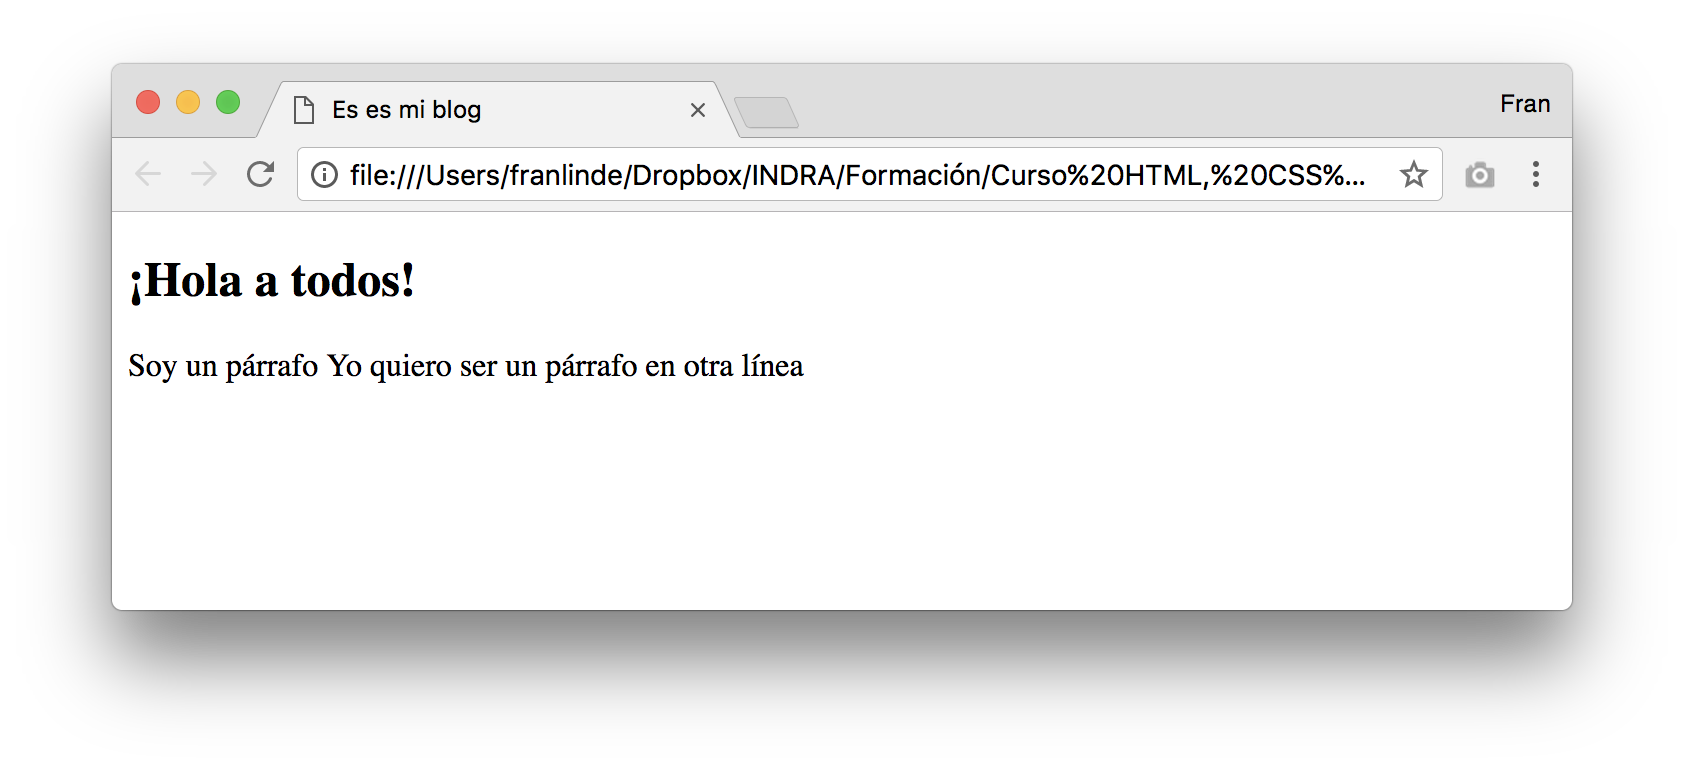 Es es mi blog
Fran
file:///Users/franlinde/Dropbox/INDRA/Formación/Curso%20HTML,%20CSS%...
¡Hola a todos!
Soy un párrafo Yo quiero ser un párrafo en otra línea